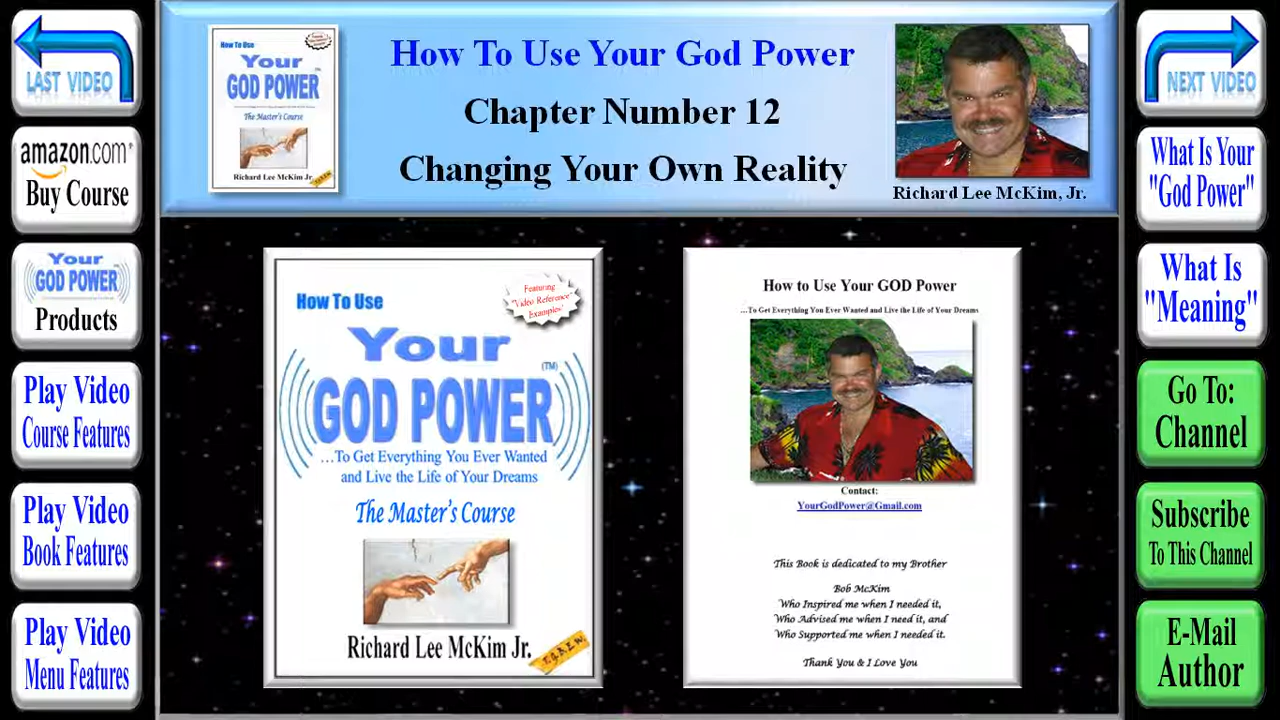 LAST VIDEO
amazon.com
Buy Course
Your
GOD POWER
Products
Play Video
Course Features
Play Video
Book Features
Play Video
Menu Features
How To Use
Your
GOD POWER
The Master's Course
Richard Lee McKim Jr.
How To Use Your God Power
Chapter Number 12
Changing Your Own Reality
Richard Lee McKim, Jr.
How To Use
Featuring
"Video Reference
Examples"
Your
(TM)
GOD POWER
...To Get Everything You Ever Wanted
and Live the Life of Your Dreams
The Master's Course
Richard Lee McKim Jr.
How to Use Your GOD Power
...To Get Everything You Ever Wanted and Live the Life of Your Dreams
Contact:
YourGodPower@Gmail.com
This Book is dedicated to my Brother
Bob McKim
Who Inspired me when I needed it,
Who Advised me when I need it, and
Who Supported me when I needed it.
Thank You & I Love You
NEXT VIDEO
What Is Your
"God Power"
What Is
"Meaning"
Go To:
Channel
Subscribe
To This Channel
E-Mail
Author